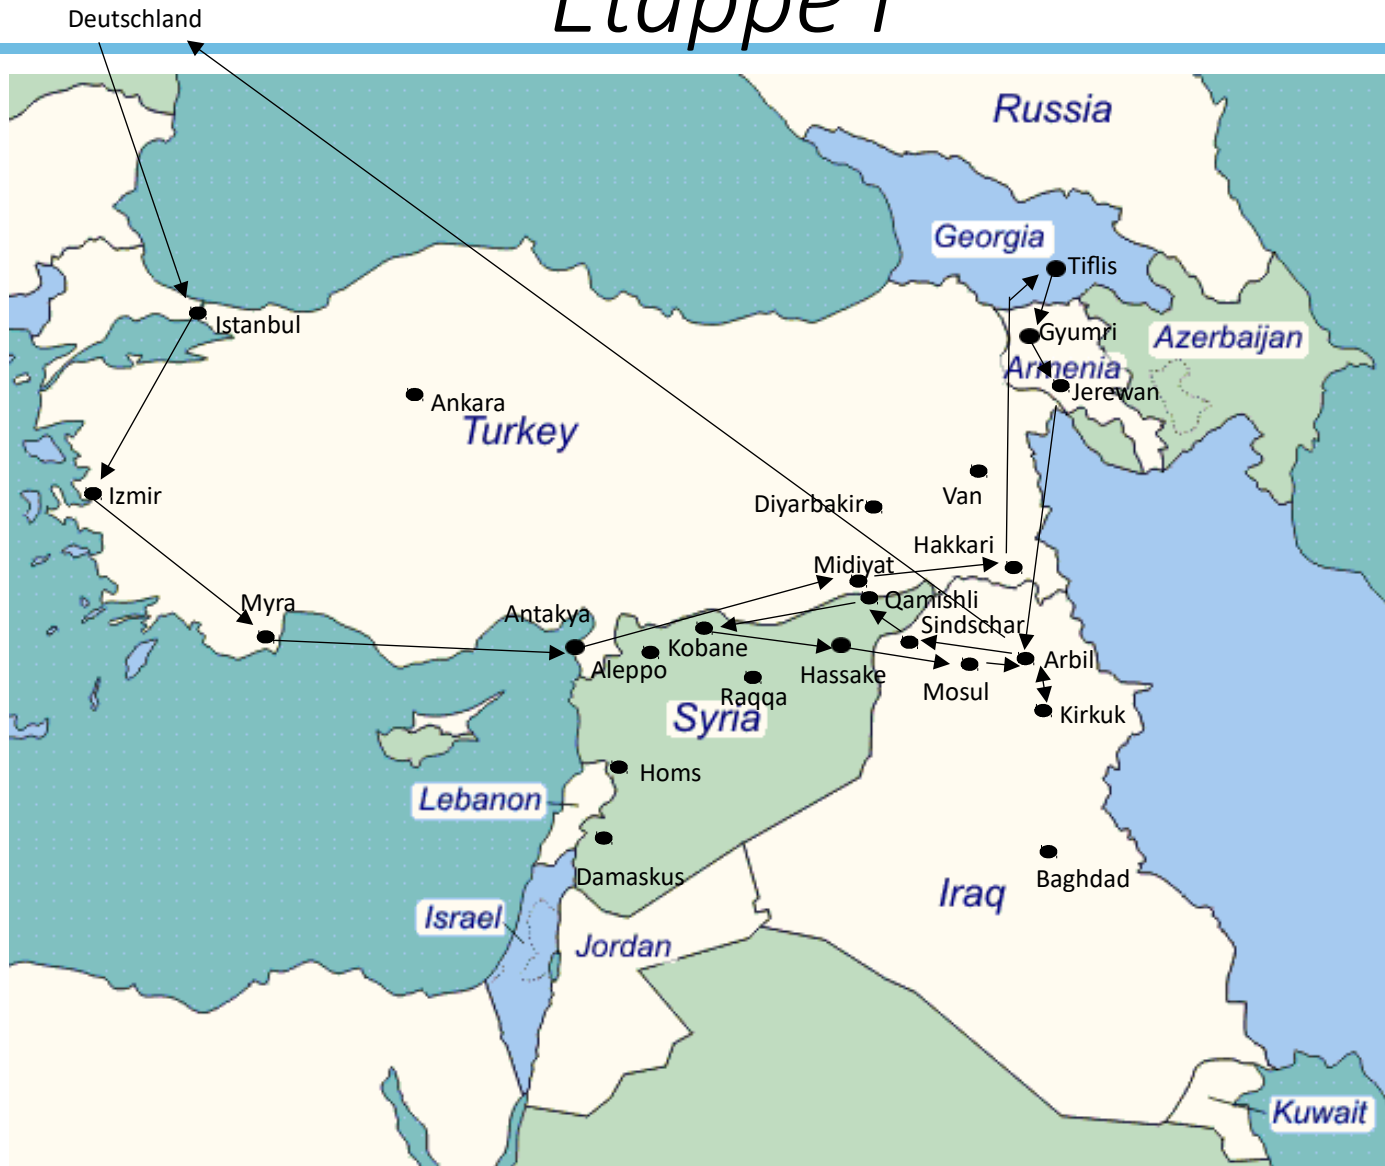 Deutschland
Etappe I
Russia
Georgia
Tiflis
Istanbul
Gyumri
Azerbaijan
Armenia
Jerewan
Ankara
Turkey
Izmir
Van
Diyarbakir
Hakkari
Midiyat
Myra
Qamishli
Antakya
Sindschar
Kobane
Arbil
Aleppo
Hassake
Mosul
Raqqa
Kirkuk
Syria
Homs
Lebanon
Damaskus
Baghdad
Iraq
Israel
Jordan
Kuwait